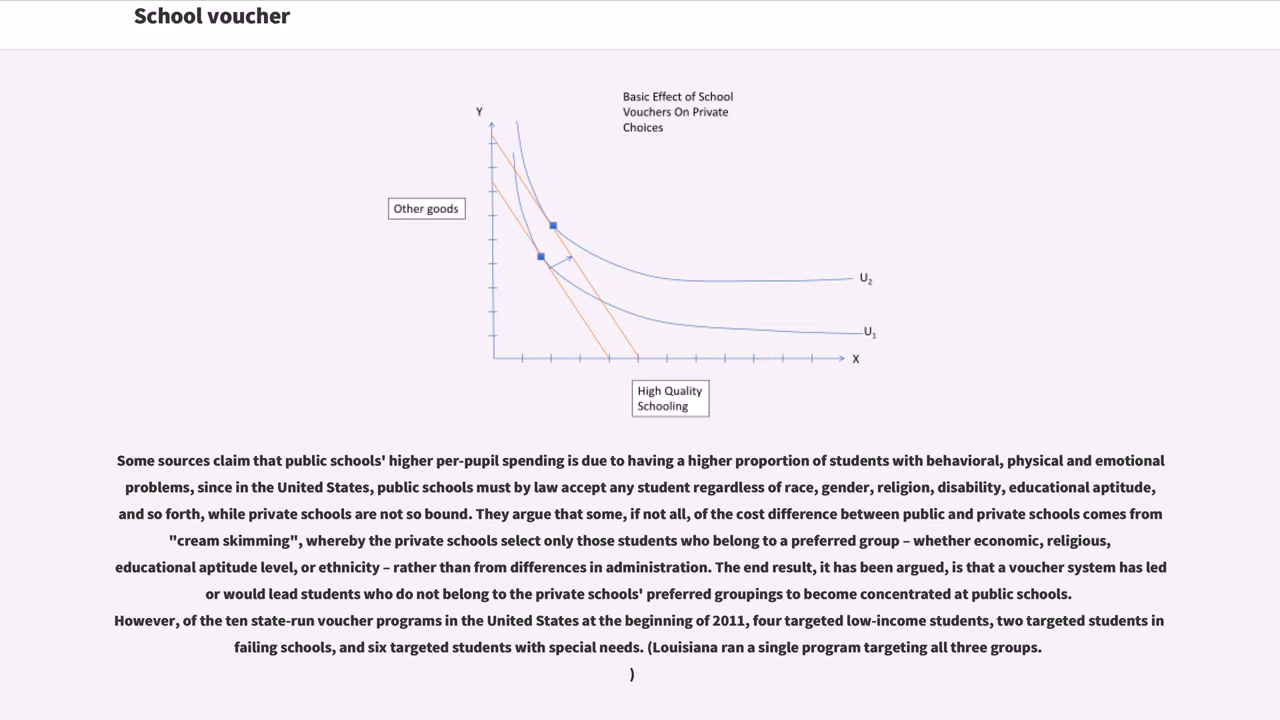 School voucher
Basic Effect of School
Vouchers On Private
Choices
Y
Other goods
U2
U1
X
High Quality
Schooling
Some sources claim that public schools' higher per-pupil spending is due to having a higher proportion of students with behavioral, physical and emotional
problems, since in the United States, public schools must by law accept any student regardless of race, gender, religion, disability, educational aptitude,
and so forth, while private schools are not so bound. They argue that some, if not all, of the cost difference between public and private schools comes from
"cream skimming", whereby the private schools select only those students who belong to a preferred group – whether economic, religious,
educational aptitude level, or ethnicity – rather than from differences in administration. The end result, it has been argued, is that a voucher system has led
or would lead students who do not belong to the private schools' preferred groupings to become concentrated at public schools.
However, of the ten state-run voucher programs in the United States at the beginning of 2011, four targeted low-income students, two targeted students in
failing schools, and six targeted students with special needs. (Louisiana ran a single program targeting all three groups.
)